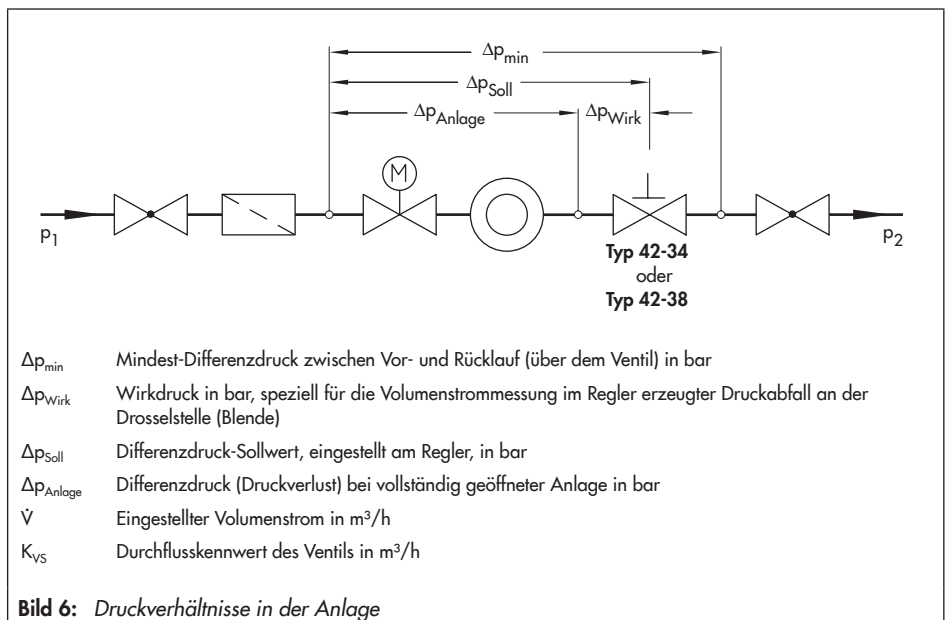 Δp_min
Δp_Soll
Δp_Anlage Δp_Wirk
M
p₁ p₂
Typ 42-34
oder
Typ 42-38
Δp_min Mindest-Differenzdruck zwischen Vor- und Rücklauf (über dem Ventil) in bar
Δp_Wirk Wirkdruck in bar, speziell für die Volumenstrommessung im Regler erzeugter Druckabfall an der
Drosselstelle (Blende)
Δp_Soll Differenzdruck-Sollwert, eingestellt am Regler, in bar
Δp_Anlage Differenzdruck (Druckverlust) bei vollständig geöffneter Anlage in bar
V̇ Eingestellter Volumenstrom in m³/h
K_VS Durchflusskennwert des Ventils in m³/h
Bild 6: Druckverhältnisse in der Anlage